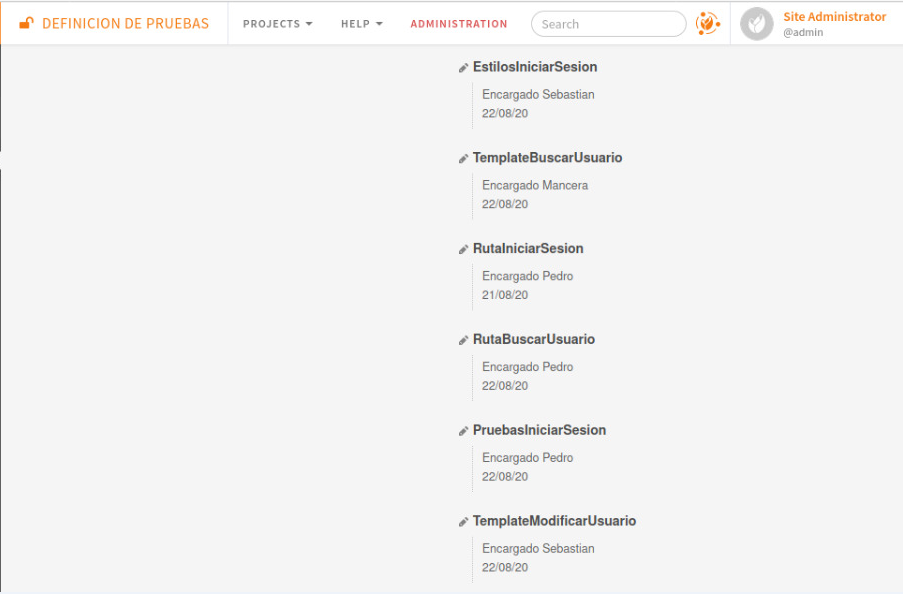 DEFINICION DE PRUEBAS PROJECTS HELP ADMINISTRATION Search Site Administrator
@admin
EstilosIniciarSesion
Encargado Sebastian
22/08/20
TemplateBuscarUsuario
Encargado Mancera
22/08/20
RutaIniciarSesion
Encargado Pedro
21/08/20
RutaBuscarUsuario
Encargado Pedro
22/08/20
PruebasIniciarSesion
Encargado Pedro
22/08/20
TemplateModificarUsuario
Encargado Sebastian
22/08/20